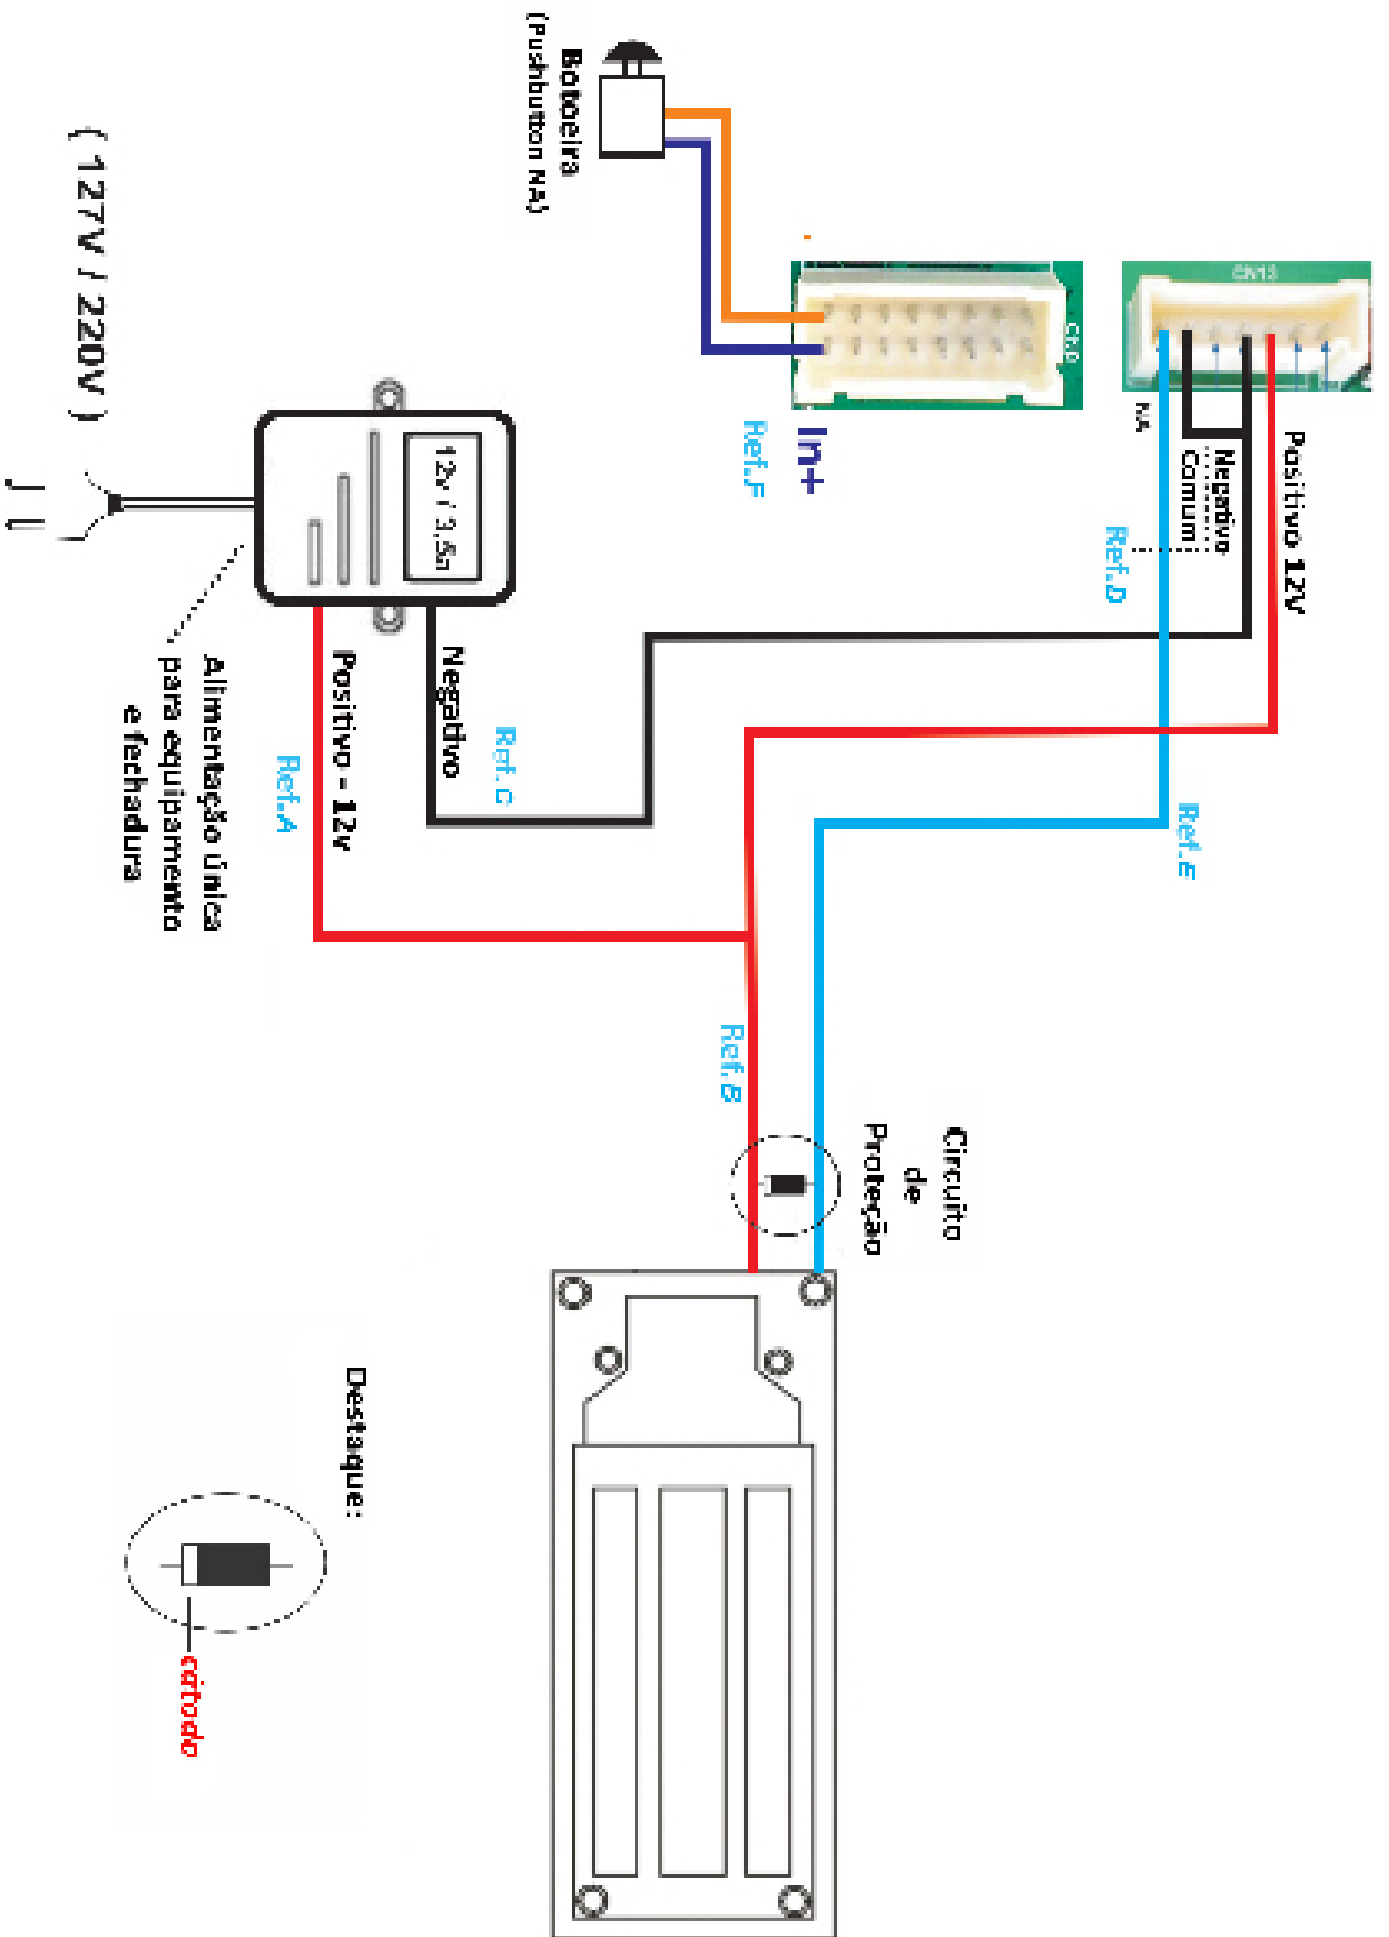 Botoeira
(Pushbutton NA)
( 127V / 220V )
12v / 3,5a
Alimentação única
para equipamento
e fechadura
Positivo - 12v
Ref.A
Negativo
Ref.C
CN13
NA
Positivo 12V
Negativo
Comum
Ref.D
In+
Ref.F
Ref.E
Ref.B
Circuito
de
Proteção
Destaque:
cátodo